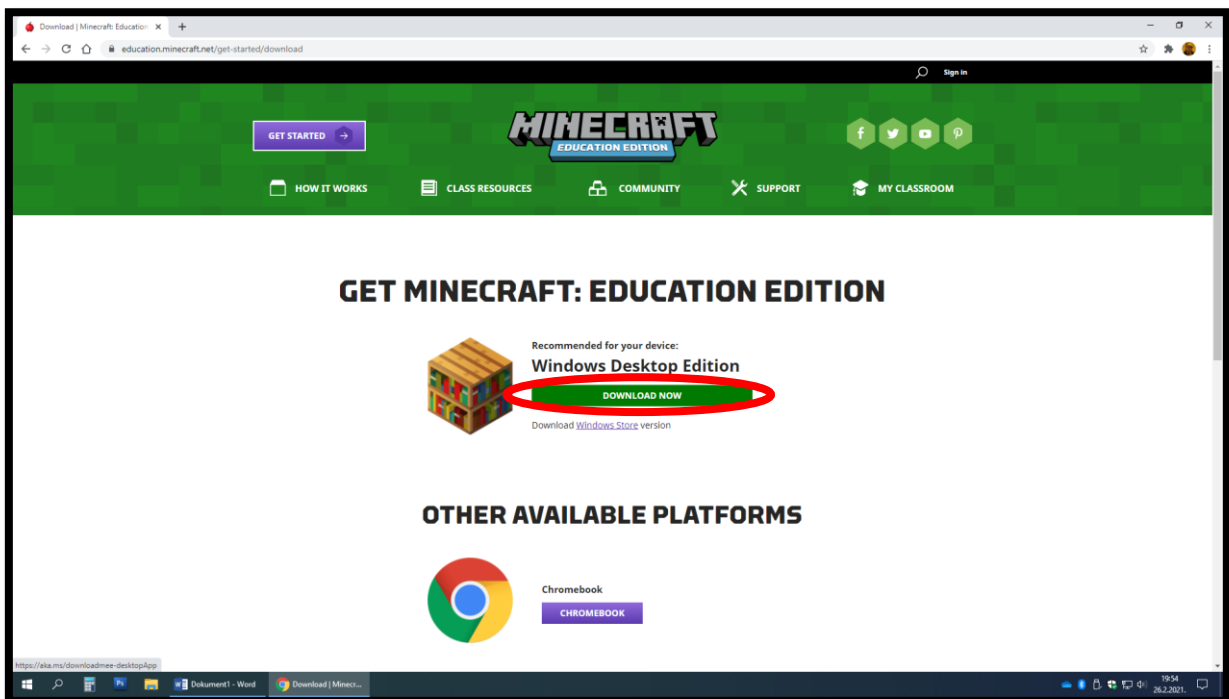 Download | Minecraft: Education
education.minecraft.net/get-started/download
Sign in
GET STARTED
MINECRAFT
EDUCATION EDITION
HOW IT WORKS
CLASS RESOURCES
COMMUNITY
SUPPORT
MY CLASSROOM
GET MINECRAFT: EDUCATION EDITION
Recommended for your device:
Windows Desktop Edition
DOWNLOAD NOW
Download Windows Store version
OTHER AVAILABLE PLATFORMS
Chromebook
CHROMEBOOK
https://aka.ms/downloadmee-desktopApp
Ps
Dokument1 - Word
Download | Minecr...
19:54
26.2.2021.